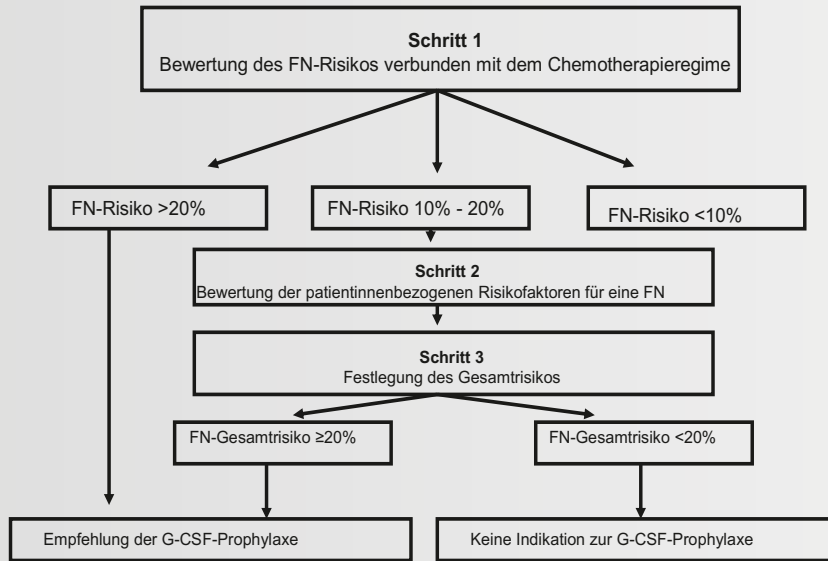 Schritt 1
Bewertung des FN-Risikos verbunden mit dem Chemotherapieregime
FN-Risiko >20%
FN-Risiko 10% - 20%
FN-Risiko <10%
Schritt 2
Bewertung der patientinnenbezogenen Risikofaktoren für eine FN
Schritt 3
Festlegung des Gesamtrisikos
FN-Gesamtrisiko ≥20%
FN-Gesamtrisiko <20%
Empfehlung der G-CSF-Prophylaxe
Keine Indikation zur G-CSF-Prophylaxe